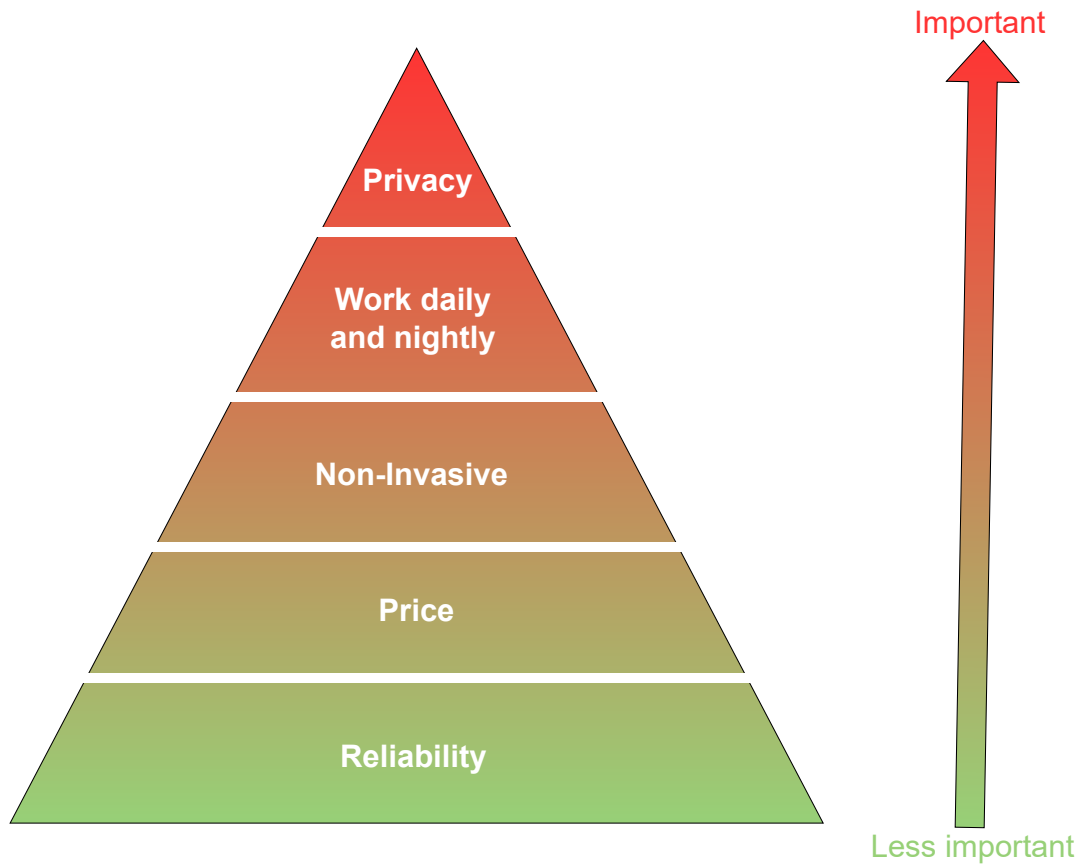 Important
Privacy
Work daily
and nightly
Non-Invasive
Price
Reliability
Less important